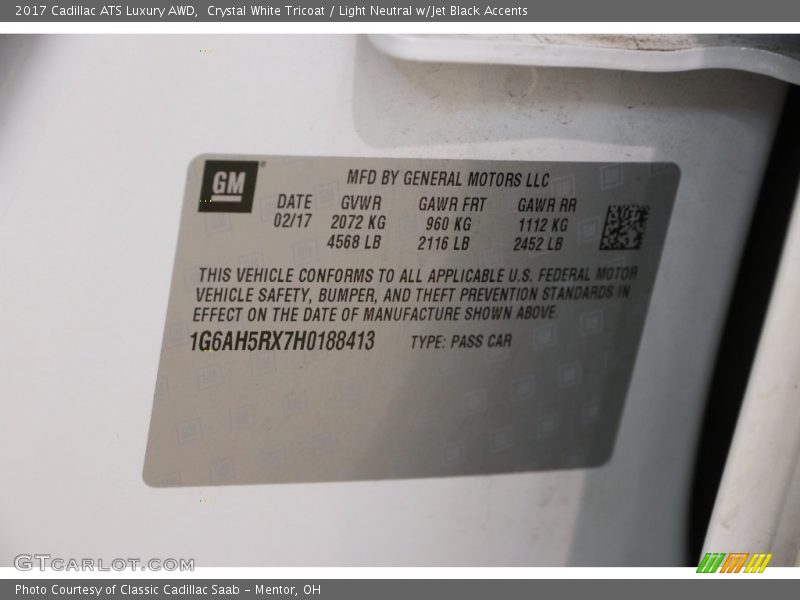 2017 Cadillac ATS Luxury AWD, Crystal White Tricoat / Light Neutral w/Jet Black Accents
GM
MFD BY GENERAL MOTORS LLC
DATE GVWR GAWR FRT GAWR RR
02/17 2072 KG 960 KG 1112 KG
4568 LB 2116 LB 2452 LB
THIS VEHICLE CONFORMS TO ALL APPLICABLE U.S. FEDERAL MOTOR
VEHICLE SAFETY, BUMPER, AND THEFT PREVENTION STANDARDS IN
EFFECT ON THE DATE OF MANUFACTURE SHOWN ABOVE.
1G6AH5RX7H0188413 TYPE: PASS CAR
GTCARLOT.COM
Photo Courtesy of Classic Cadillac Saab - Mentor, OH